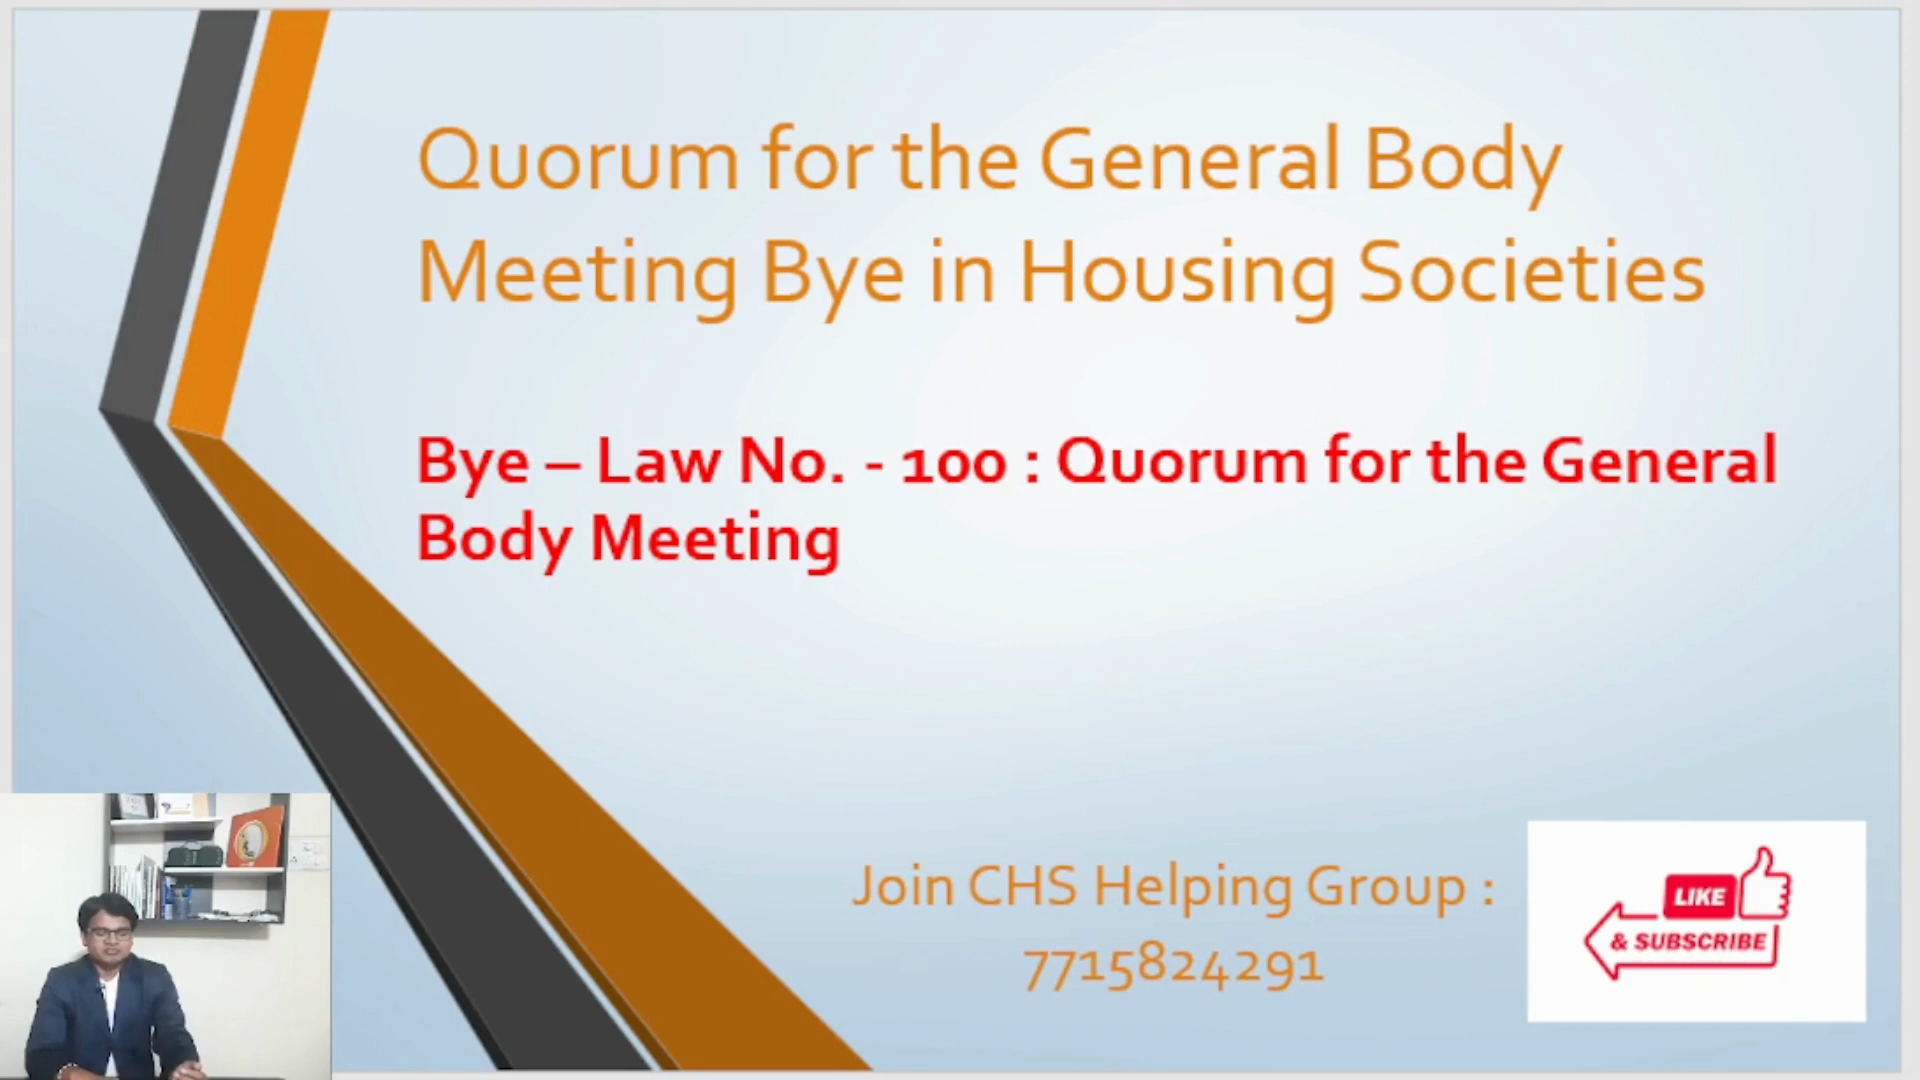 Quorum for the General Body
Meeting Bye in Housing Societies
Bye – Law No. - 100 : Quorum for the General
Body Meeting
Join CHS Helping Group :
7715824291
LIKE
& SUBSCRIBE